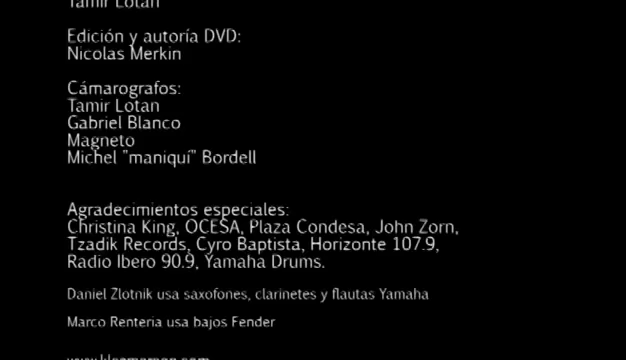 Tamir Lotan
Edición y autoría DVD:
Nicolas Merkin
Cámarografos:
Tamir Lotan
Gabriel Blanco
Magneto
Michel "maniquí" Bordell
Agradecimientos especiales:
Christina King, OCESA, Plaza Condesa, John Zorn,
Tzadik Records, Cyro Baptista, Horizonte 107.9,
Radio Ibero 90.9, Yamaha Drums.
Daniel Zlotnik usa saxofones, clarinetes y flautas Yamaha
Marco Renteria usa bajos Fender